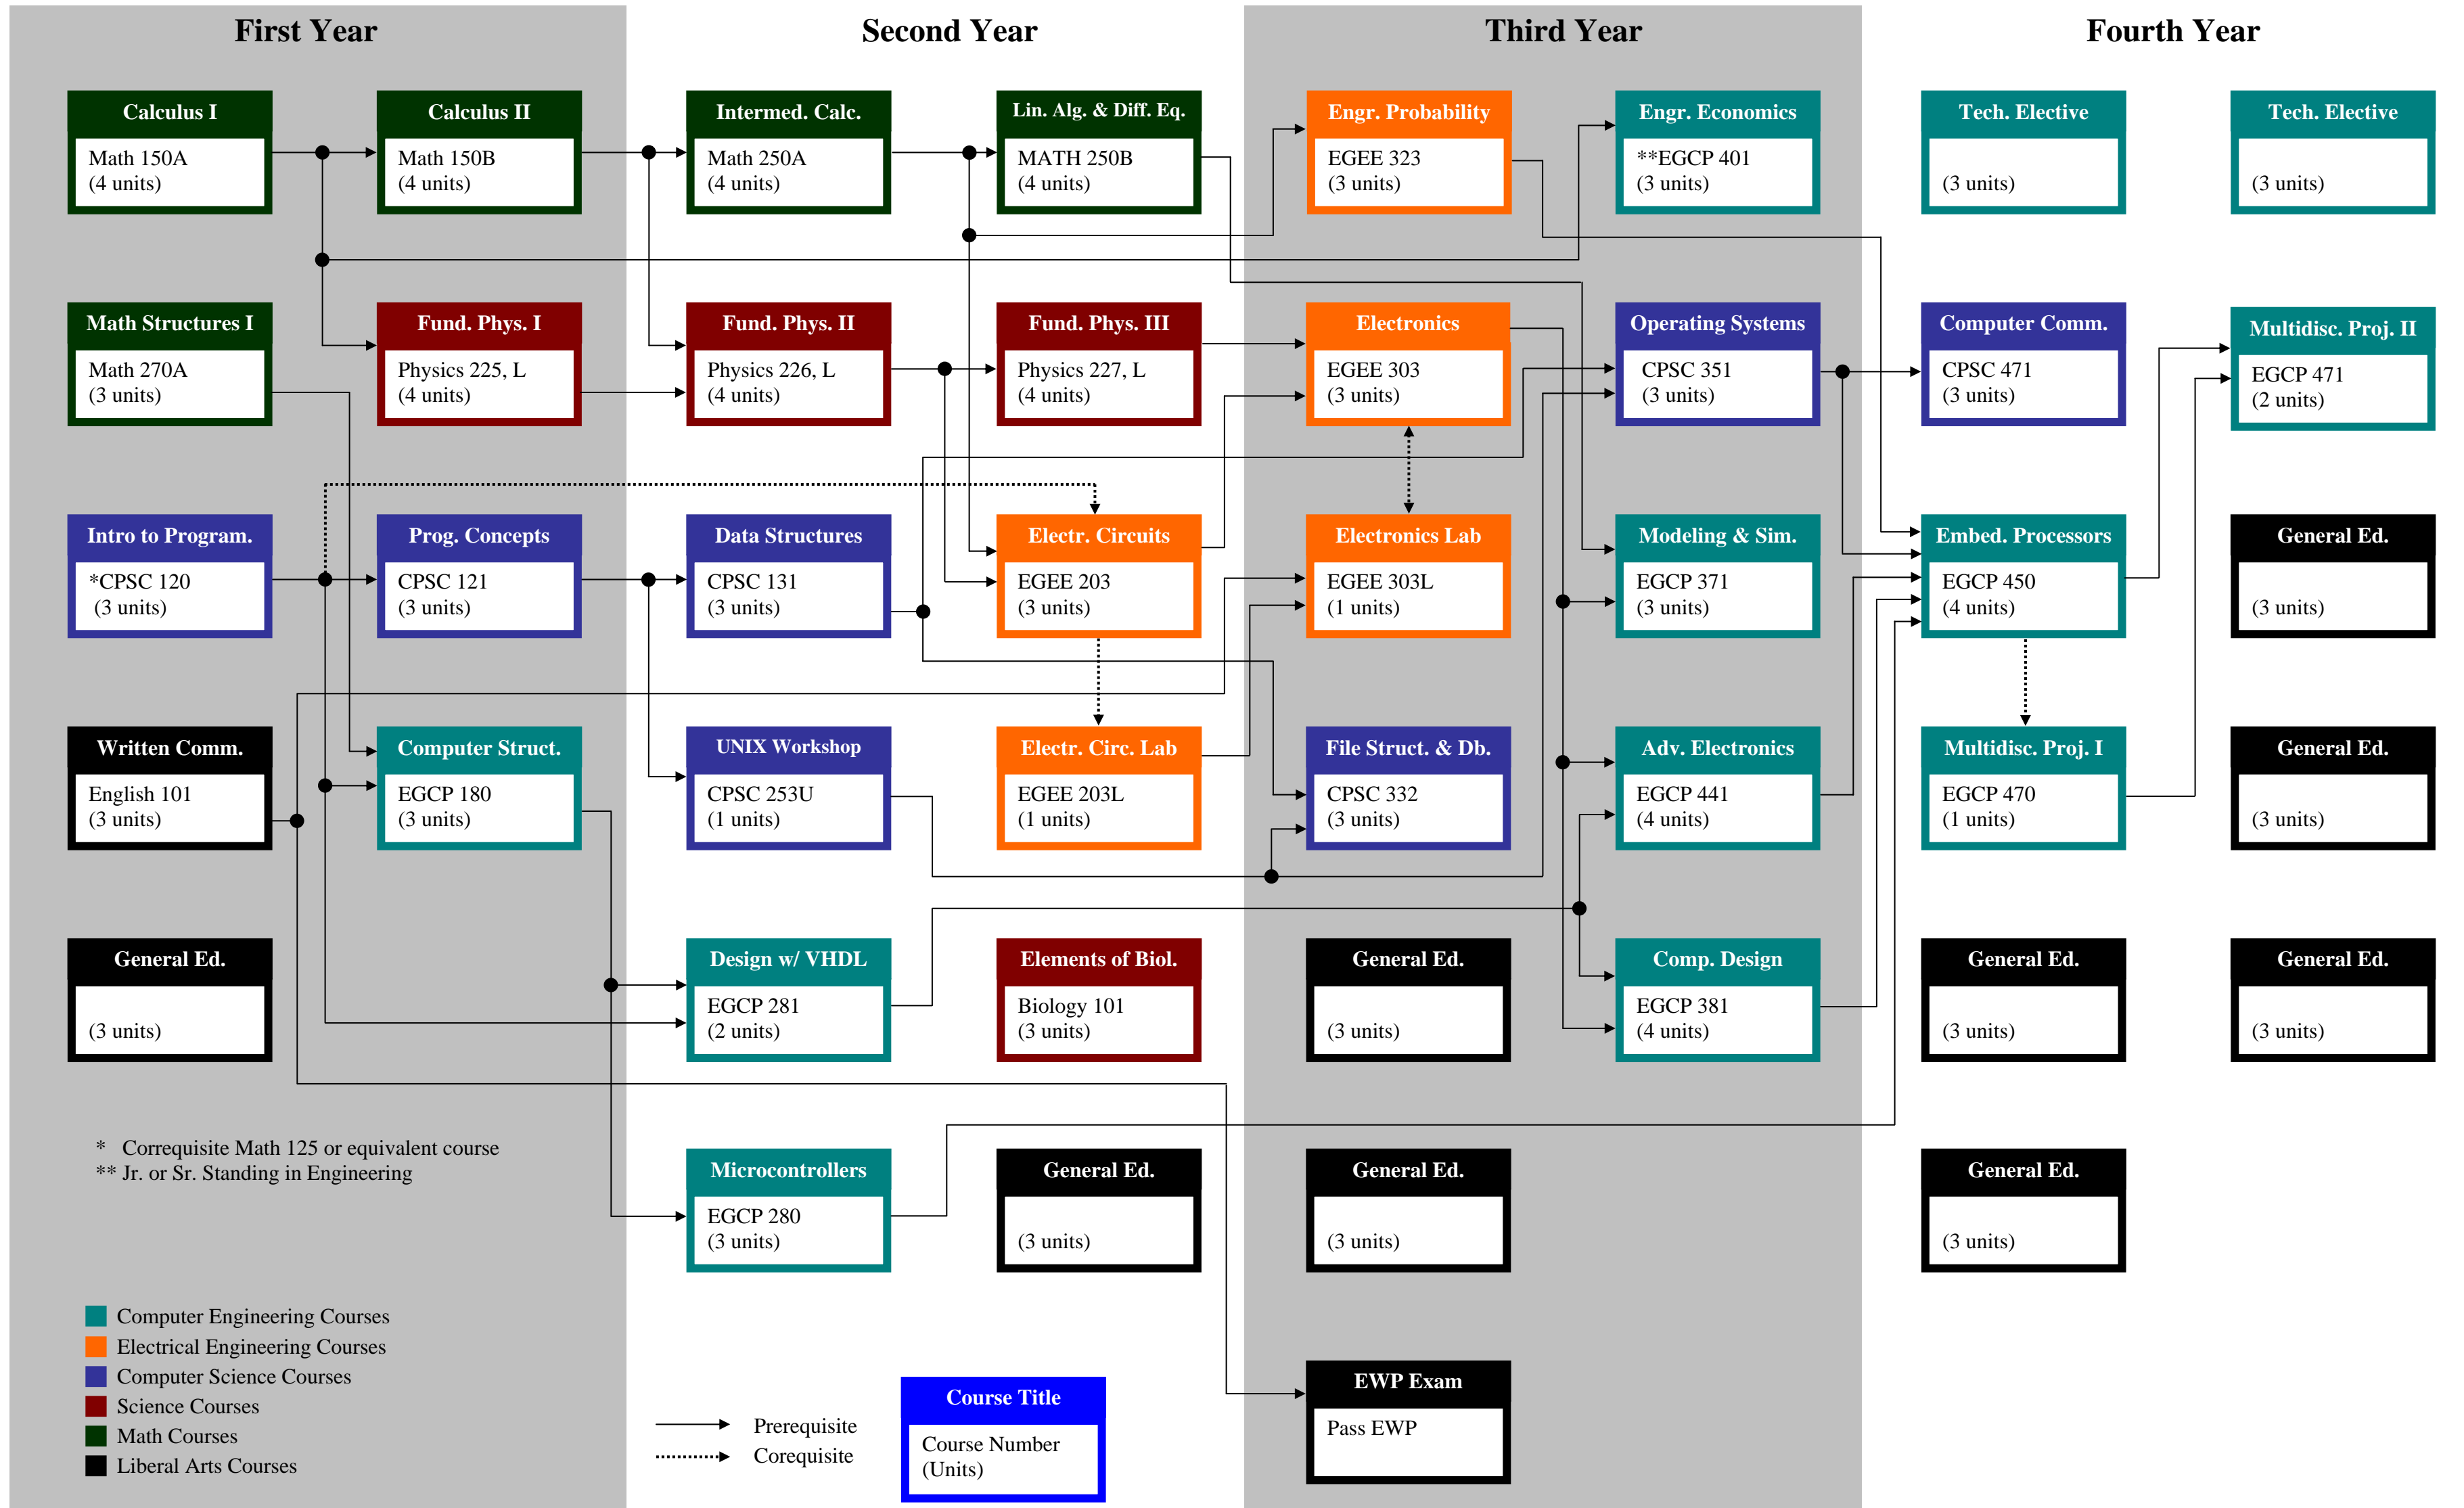 First Year
Second Year
Third Year
Fourth Year
Calculus I
Math 150A
(4 units)
Calculus II
Math 150B
(4 units)
Intermed. Calc.
Math 250A
(4 units)
Lin. Alg. & Diff. Eq.
MATH 250B
(4 units)
Engr. Probability
EGEE 323
(3 units)
Engr. Economics
**EGCP 401
(3 units)
Tech. Elective
(3 units)
Tech. Elective
(3 units)
Math Structures I
Math 270A
(3 units)
Fund. Phys. I
Physics 225, L
(4 units)
Fund. Phys. II
Physics 226, L
(4 units)
Fund. Phys. III
Physics 227, L
(4 units)
Electronics
EGEE 303
(3 units)
Operating Systems
CPSC 351
(3 units)
Computer Comm.
CPSC 471
(3 units)
Multidisc. Proj. II
EGCP 471
(2 units)
Intro to Program.
*CPSC 120
(3 units)
Prog. Concepts
CPSC 121
(3 units)
Data Structures
CPSC 131
(3 units)
Electr. Circuits
EGEE 203
(3 units)
Electronics Lab
EGEE 303L
(1 units)
Modeling & Sim.
EGCP 371
(3 units)
Embed. Processors
EGCP 450
(4 units)
General Ed.
(3 units)
Written Comm.
English 101
(3 units)
Computer Struct.
EGCP 180
(3 units)
UNIX Workshop
CPSC 253U
(1 units)
Electr. Circ. Lab
EGEE 203L
(1 units)
File Struct. & Db.
CPSC 332
(3 units)
Adv. Electronics
EGCP 441
(4 units)
Multidisc. Proj. I
EGCP 470
(1 units)
General Ed.
(3 units)
General Ed.
(3 units)
Design w/ VHDL
EGCP 281
(2 units)
Elements of Biol.
Biology 101
(3 units)
General Ed.
(3 units)
Comp. Design
EGCP 381
(4 units)
General Ed.
(3 units)
General Ed.
(3 units)
* Correquisite Math 125 or equivalent course
** Jr. or Sr. Standing in Engineering
Microcontrollers
EGCP 280
(3 units)
General Ed.
(3 units)
General Ed.
(3 units)
General Ed.
(3 units)
Computer Engineering Courses
Electrical Engineering Courses
Computer Science Courses
Science Courses
Math Courses
Liberal Arts Courses
Prerequisite
Corequisite
Course Title
Course Number
(Units)
EWP Exam
Pass EWP